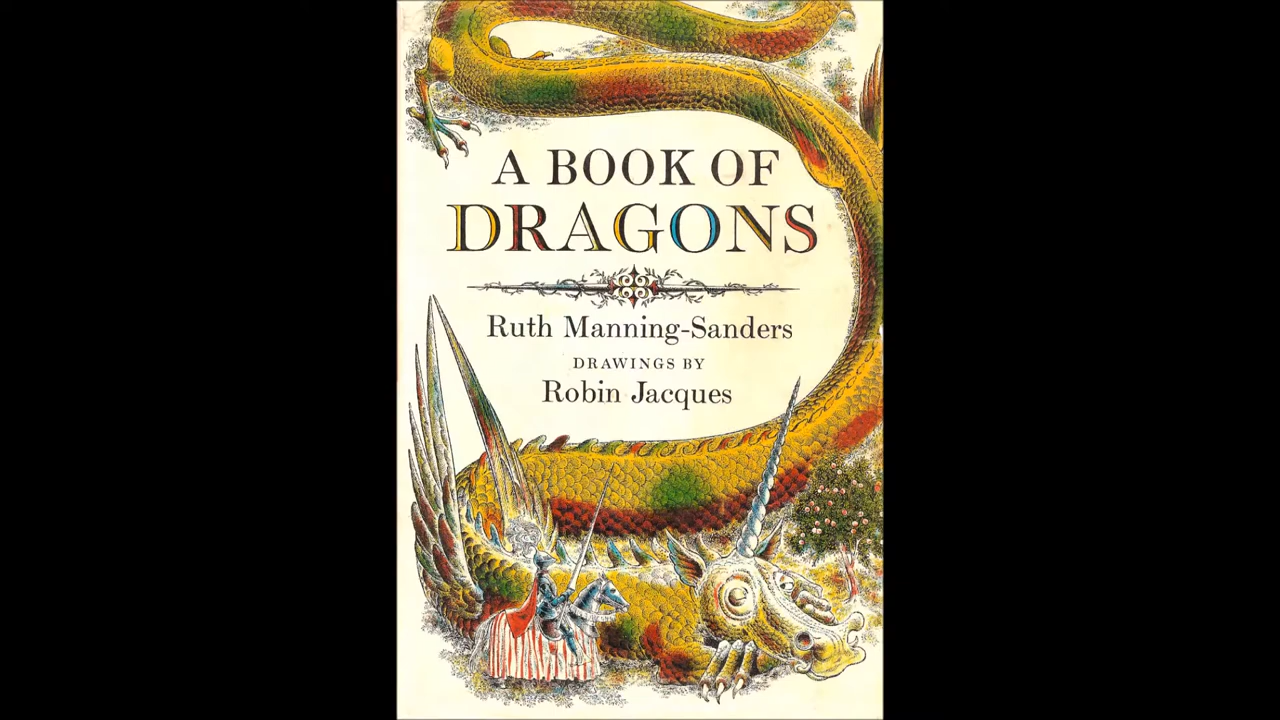 A BOOK OF
DRAGONS
Ruth Manning-Sanders
DRAWINGS BY
Robin Jacques